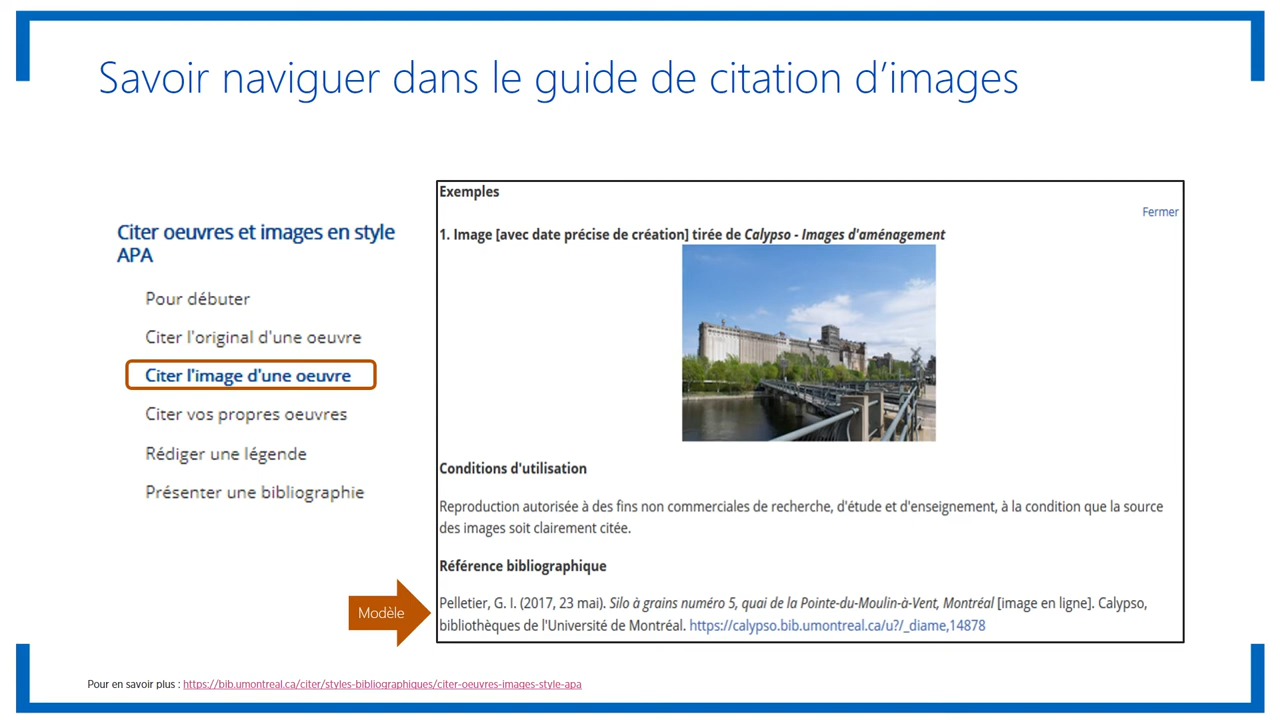 Savoir naviguer dans le guide de citation d’images
Citer oeuvres et images en style
APA
Pour débuter
Citer l'original d'une oeuvre
Citer l'image d'une oeuvre
Citer vos propres oeuvres
Rédiger une légende
Présenter une bibliographie
Exemples
Fermer
1. Image [avec date précise de création] tirée de Calypso - Images d'aménagement
Conditions d'utilisation
Reproduction autorisée à des fins non commerciales de recherche, d'étude et d'enseignement, à la condition que la source
des images soit clairement citée.
Référence bibliographique
Modèle
Pelletier, G. I. (2017, 23 mai). Silo à grains numéro 5, quai de la Pointe-du-Moulin-à-Vent, Montréal [image en ligne]. Calypso,
bibliothèques de l'Université de Montréal. https://calypso.bib.umontreal.ca/u?/_diame,14878
Pour en savoir plus : https://bib.umontreal.ca/citer/styles-bibliographiques/citer-oeuvres-images-style-apa